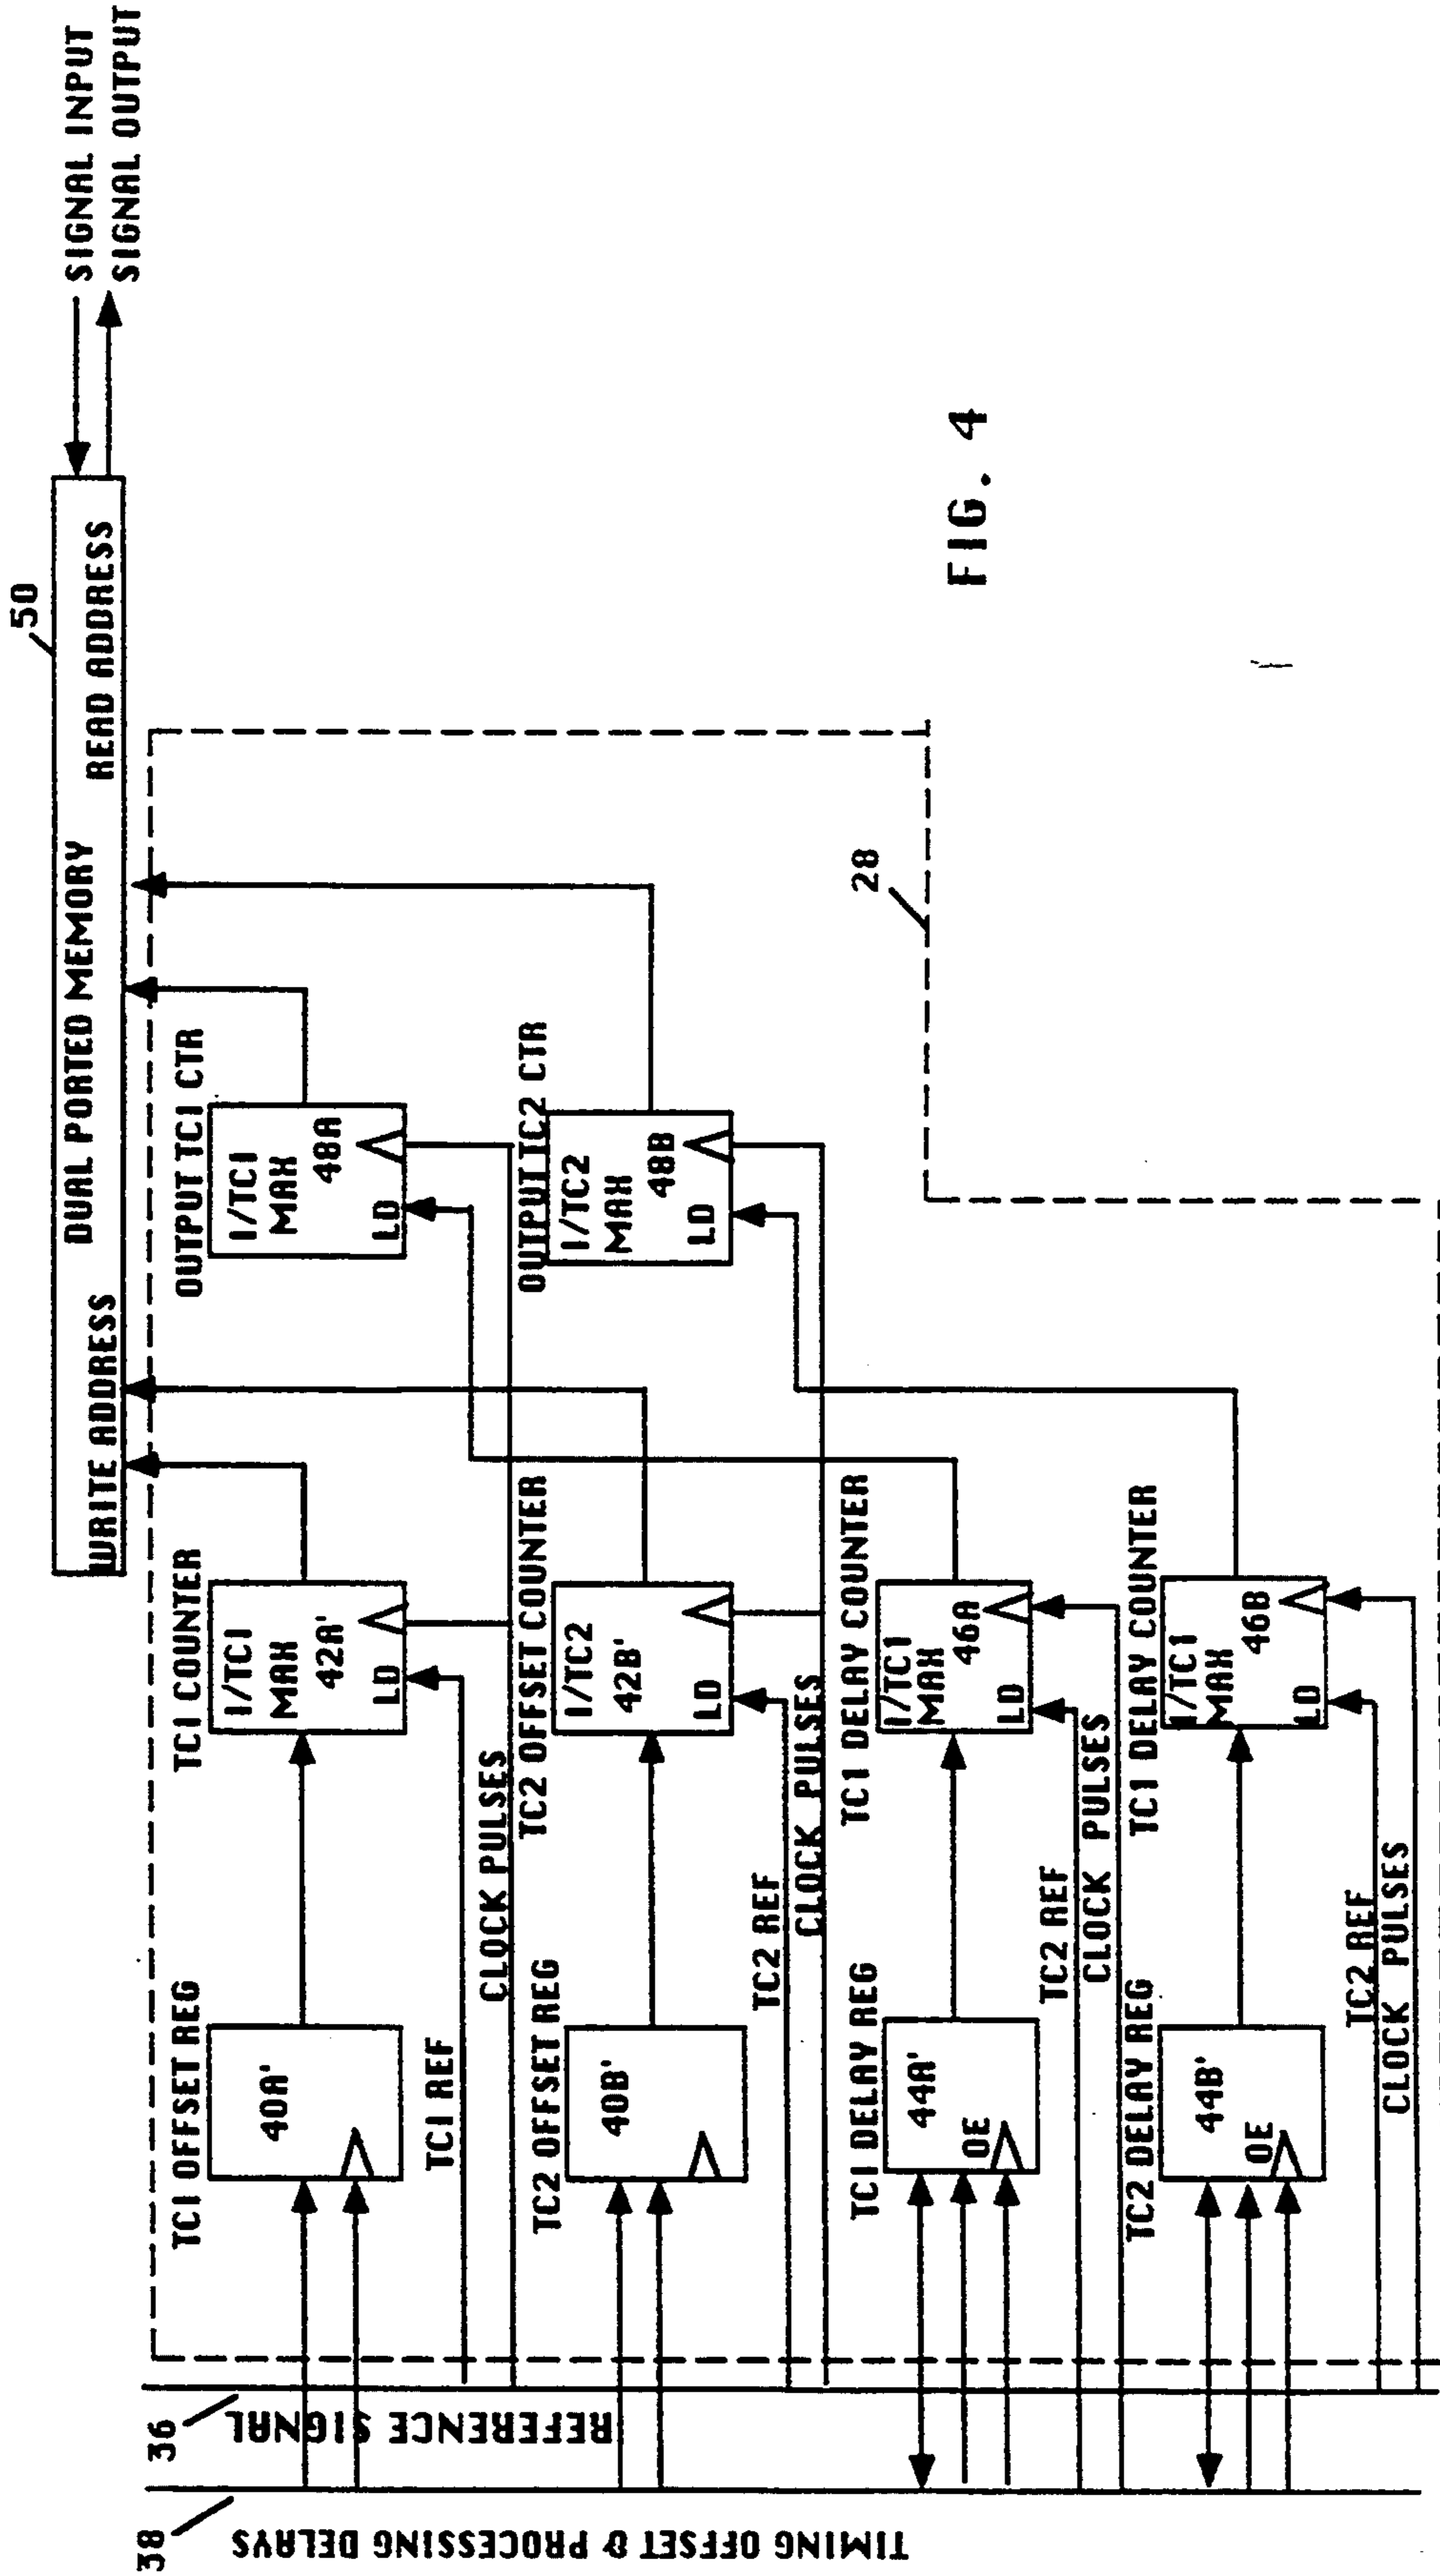 50
SIGNAL INPUT
SIGNAL OUTPUT
DUAL PORTED MEMORY
WRITE ADDRESS
READ ADDRESS
TC1 OFFSET REG
40A'
TC1 COUNTER
I/TC1
MAX
42A'
LD
OUTPUT TC1 CTR
I/TC1
MAX
48A
LD
TC1 REF
CLOCK PULSES
TC2 OFFSET REG
40B'
TC2 OFFSET COUNTER
I/TC2
42B'
LD
OUTPUT TC2 CTR
I/TC2
MAX
48B
LD
TC2 REF
CLOCK PULSES
28
TC1 DELAY REG
44A'
OE
TC1 DELAY COUNTER
I/TC1
MAX
46A
LD
TC2 REF
CLOCK PULSES
TC2 DELAY REG
44B'
OE
TC1 DELAY COUNTER
I/TC1
MAX
46B
LD
TC2 REF
CLOCK PULSES
36
REFERENCE SIGNAL
38
TIMING OFFSET & PROCESSING DELAYS
FIG. 4